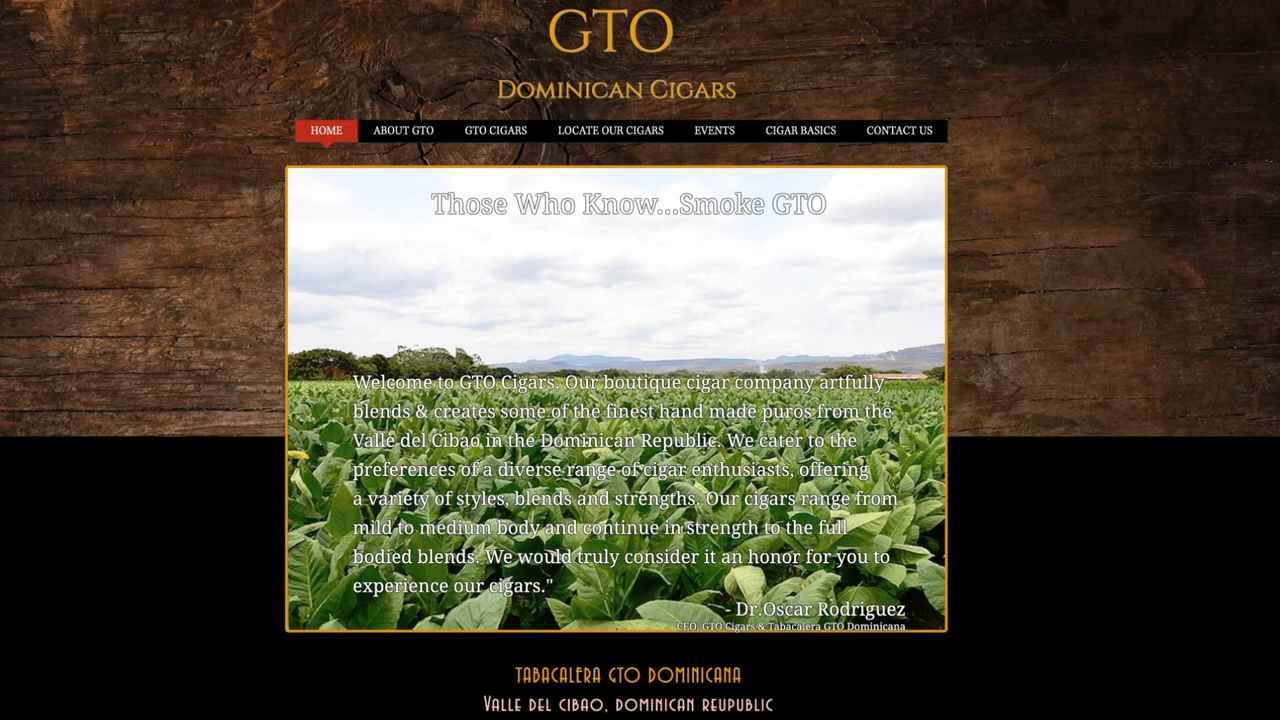 GTO
Dominican Cigars
HOME ABOUT GTO GTO CIGARS LOCATE OUR CIGARS EVENTS CIGAR BASICS CONTACT US
Those Who Know...Smoke GTO
Welcome to GTO Cigars. Our boutique cigar company artfully
blends & creates some of the finest hand made puros from the
Valle del Cibao in the Dominican Republic. We cater to the
preferences of a diverse range of cigar enthusiasts, offering
a variety of styles, blends and strengths. Our cigars range from
mild to medium body and continue in strength to the full
bodied blends. We would truly consider it an honor for you to
experience our cigars."
- Dr.Oscar Rodriguez
CEO, GTO Cigars & Tabacalera GTO Dominicana
TABACALERA GTO DOMINICANA
VALLE DEL CIBAO, DOMINICAN REUPUBLIC